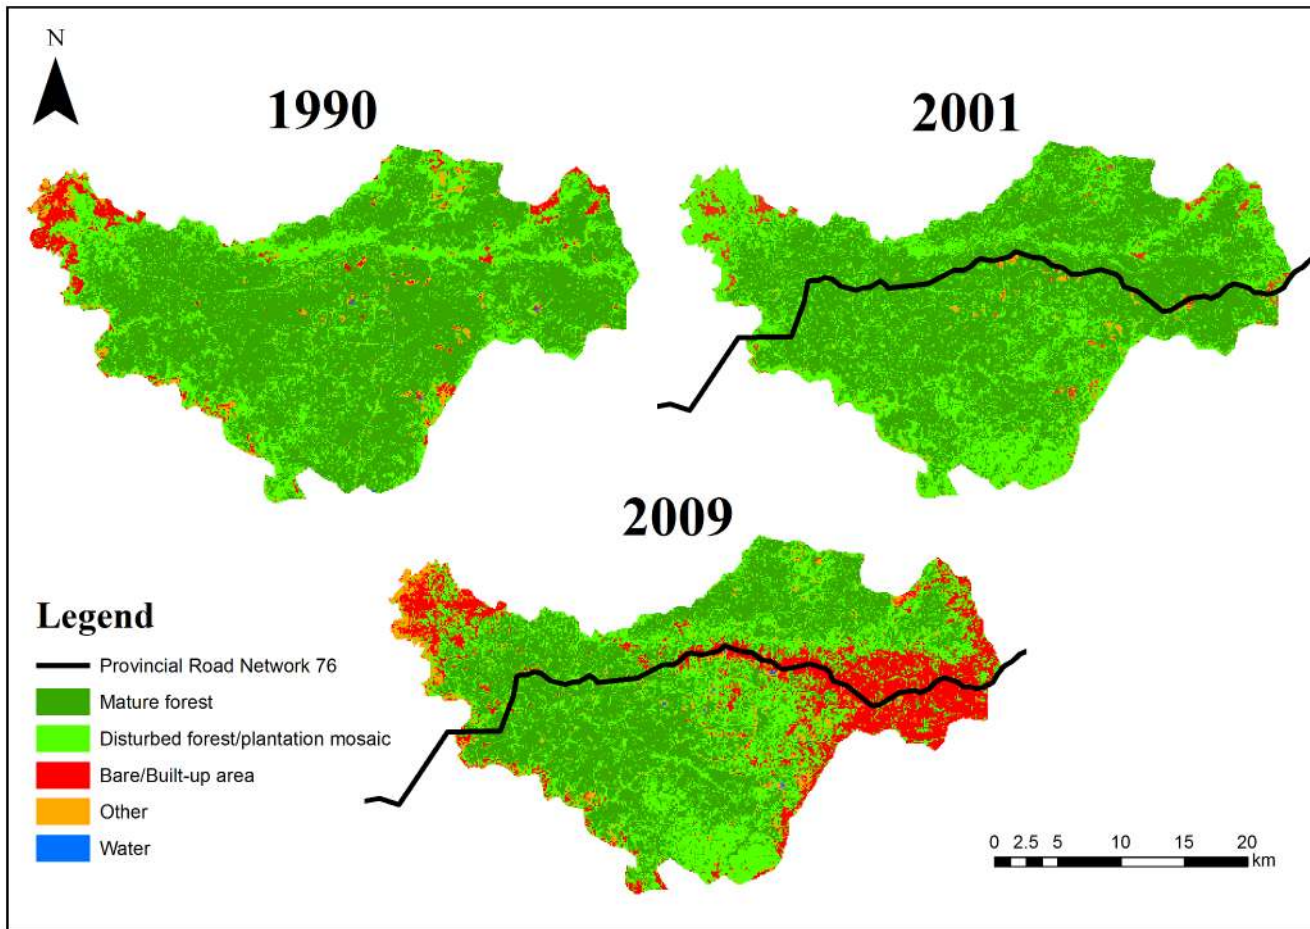 N
1990
2001
2009
Legend
Provincial Road Network 76
Mature forest
Disturbed forest/plantation mosaic
Bare/Built-up area
Other
Water
0 2.5 5 10 15 20
km